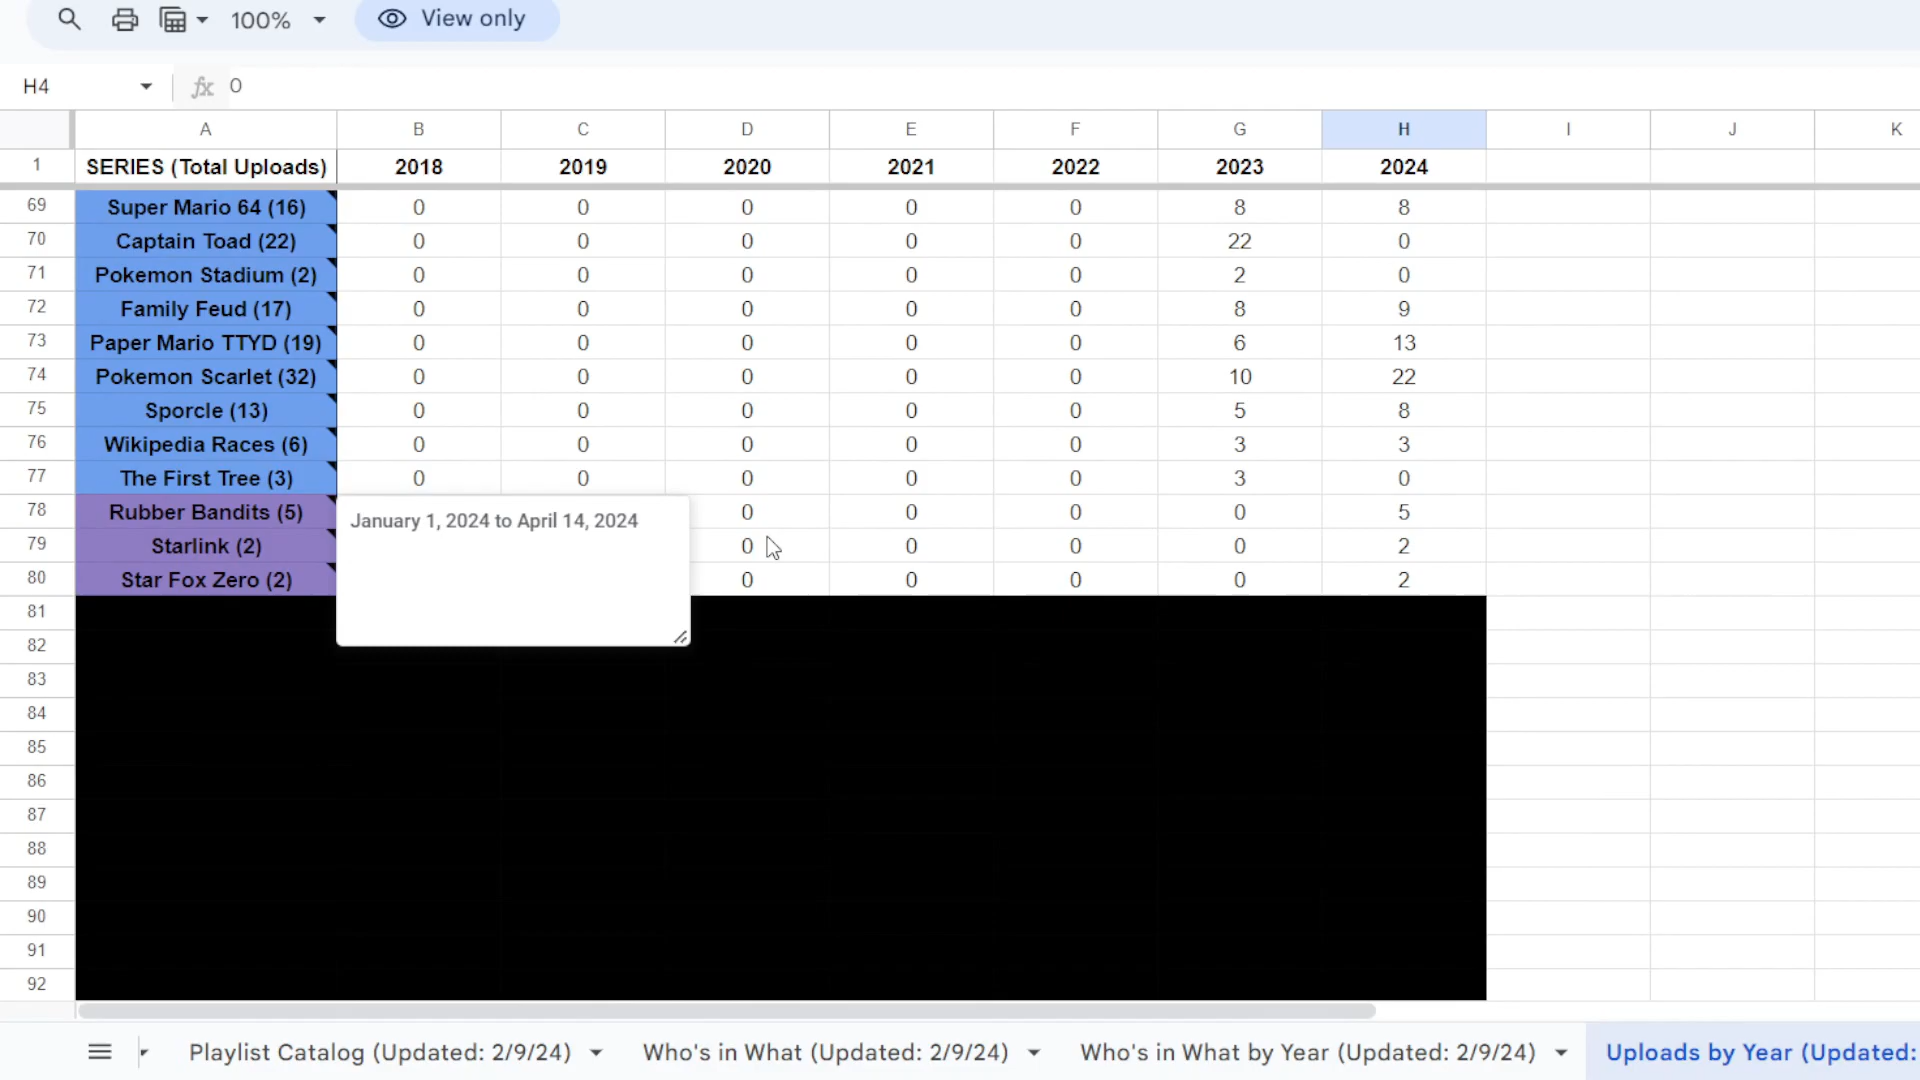 100% View only
H4 fx 0
A B C D E F G H I J K
1 SERIES (Total Uploads) 2018 2019 2020 2021 2022 2023 2024
69 Super Mario 64 (16) 0 0 0 0 0 8 8
70 Captain Toad (22) 0 0 0 0 0 22 0
71 Pokemon Stadium (2) 0 0 0 0 0 2 0
72 Family Feud (17) 0 0 0 0 0 8 9
73 Paper Mario TTYD (19) 0 0 0 0 0 6 13
74 Pokemon Scarlet (32) 0 0 0 0 0 10 22
75 Sporcle (13) 0 0 0 0 0 5 8
76 Wikipedia Races (6) 0 0 0 0 0 3 3
77 The First Tree (3) 0 0 0 0 0 3 0
78 Rubber Bandits (5) January 1, 2024 to April 14, 2024 0 0 0 0 5
79 Starlink (2) 0 0 0 0 2
80 Star Fox Zero (2) 0 0 0 0 2
81
82
83
84
85
86
87
88
89
90
91
92
Playlist Catalog (Updated: 2/9/24) Who's in What (Updated: 2/9/24) Who's in What by Year (Updated: 2/9/24) Uploads by Year (Updated: